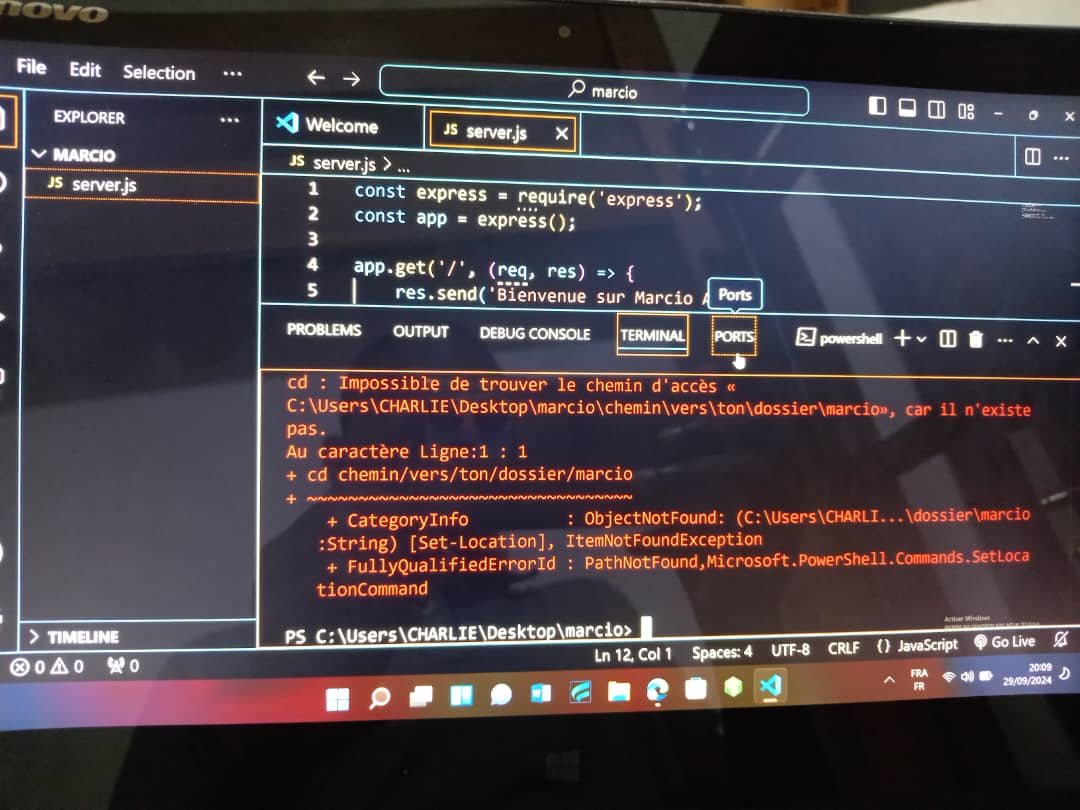 lenovo
File Edit Selection ...
marcio
EXPLORER ...
Welcome
JS server.js
MARCIO
JS server.js > ...
JS server.js
1 const express = require('express');
2 const app = express();
3
4 app.get('/', (req, res) => {
5 res.send('Bienvenue sur Marcio
Ports
PROBLEMS OUTPUT DEBUG CONSOLE TERMINAL PORTS powershell
cd : Impossible de trouver le chemin d'accès «
C:\Users\CHARLIE\Desktop\marcio\chemin\vers\ton\dossier\marcio», car il n'existe
pas.
Au caractère Ligne:1 : 1
+ cd chemin/vers/ton/dossier/marcio
+ ~~~~~~~~~~~~~~~~~~~~~~~~~~~~~~~~~
+ CategoryInfo : ObjectNotFound: (C:\Users\CHARLI...\dossier\marcio
:String) [Set-Location], ItemNotFoundException
+ FullyQualifiedErrorId : PathNotFound,Microsoft.PowerShell.Commands.SetLoca
tionCommand
PS C:\Users\CHARLIE\Desktop\marcio>
Activer Windows
TIMELINE
0 0 0
Ln 12, Col 1 Spaces: 4 UTF-8 CRLF {} JavaScript Go Live
FRA
FR
20:09
29/09/2024